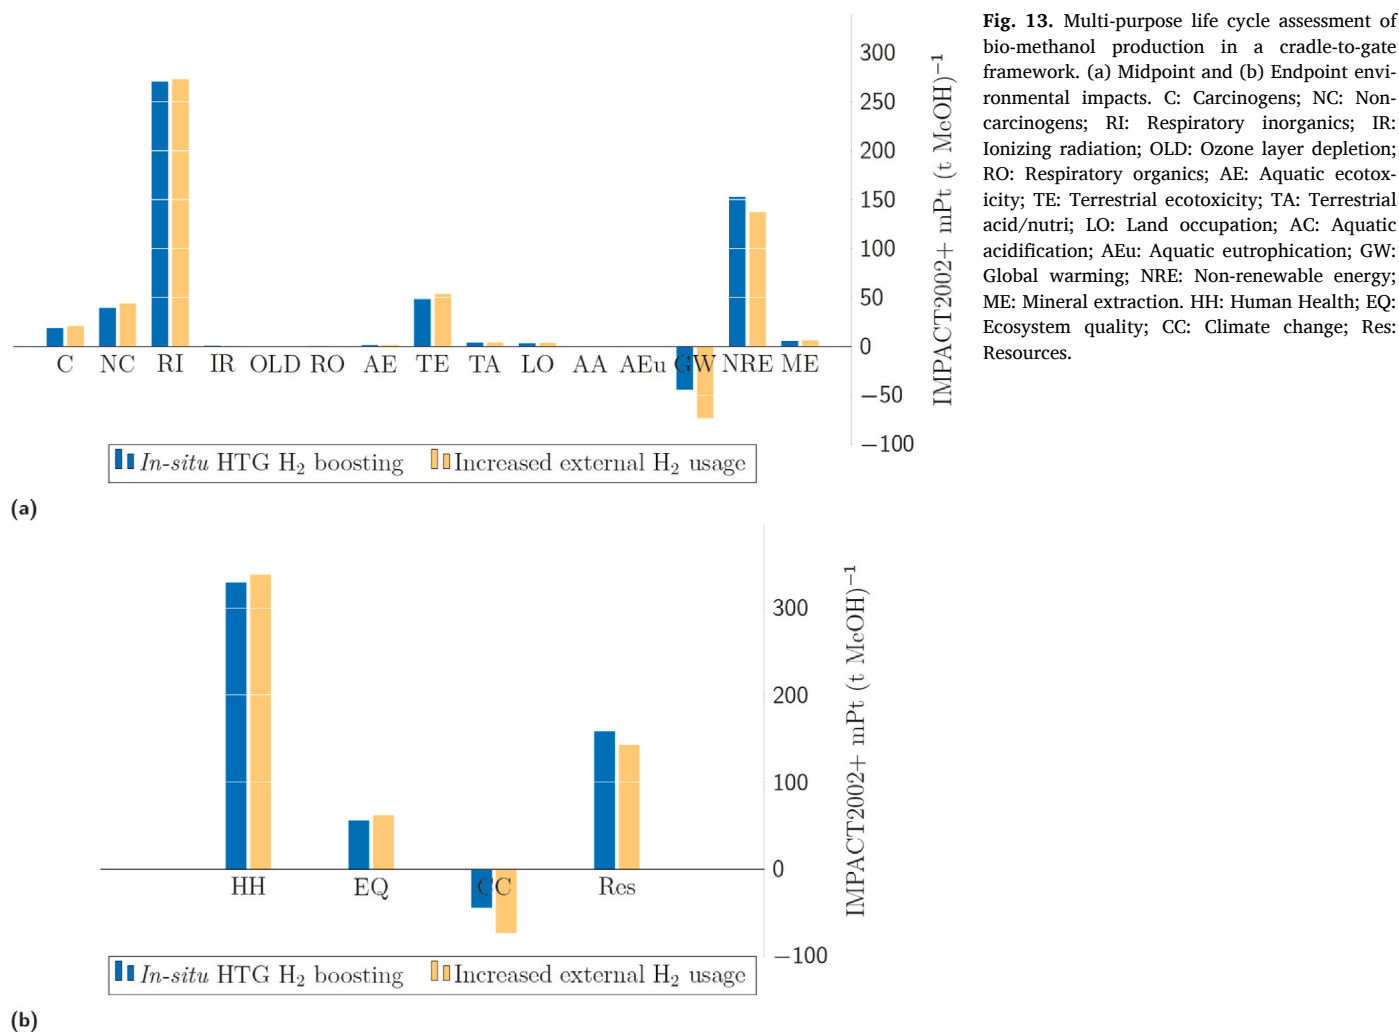 300
250
200
150
100
50
0
−50
−100
IMPACT2002+ mPt (t MeOH)−1
C NC RI IR OLD RO AE TE TA LO AA AEu GW NRE ME
In-situ HTG H2 boosting Increased external H2 usage
(a)
300
200
100
0
−100
IMPACT2002+ mPt (t MeOH)−1
HH EQ CC Res
In-situ HTG H2 boosting Increased external H2 usage
(b)
Fig. 13. Multi-purpose life cycle assessment of
bio-methanol production in a cradle-to-gate
framework. (a) Midpoint and (b) Endpoint envi-
ronmental impacts. C: Carcinogens; NC: Non-
carcinogens; RI: Respiratory inorganics; IR:
Ionizing radiation; OLD: Ozone layer depletion;
RO: Respiratory organics; AE: Aquatic ecotox-
icity; TE: Terrestrial ecotoxicity; TA: Terrestrial
acid/nutri; LO: Land occupation; AC: Aquatic
acidification; AEu: Aquatic eutrophication; GW:
Global warming; NRE: Non-renewable energy;
ME: Mineral extraction. HH: Human Health; EQ:
Ecosystem quality; CC: Climate change; Res:
Resources.